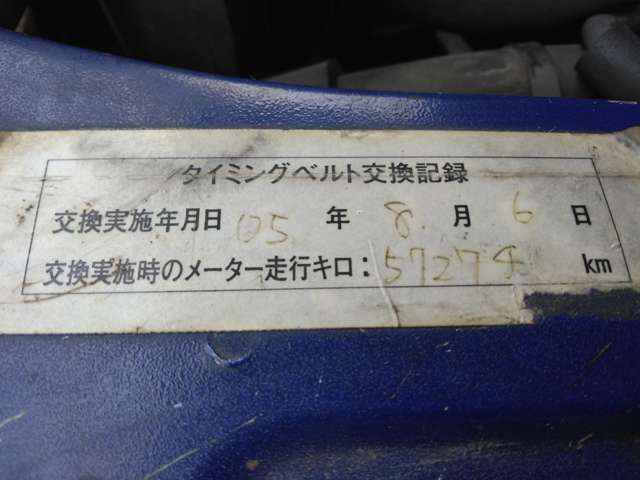 タイミングベルト交換記録
交換実施年月日 05 年 8 月 6 日
交換実施時のメーター走行キロ: 57274 km